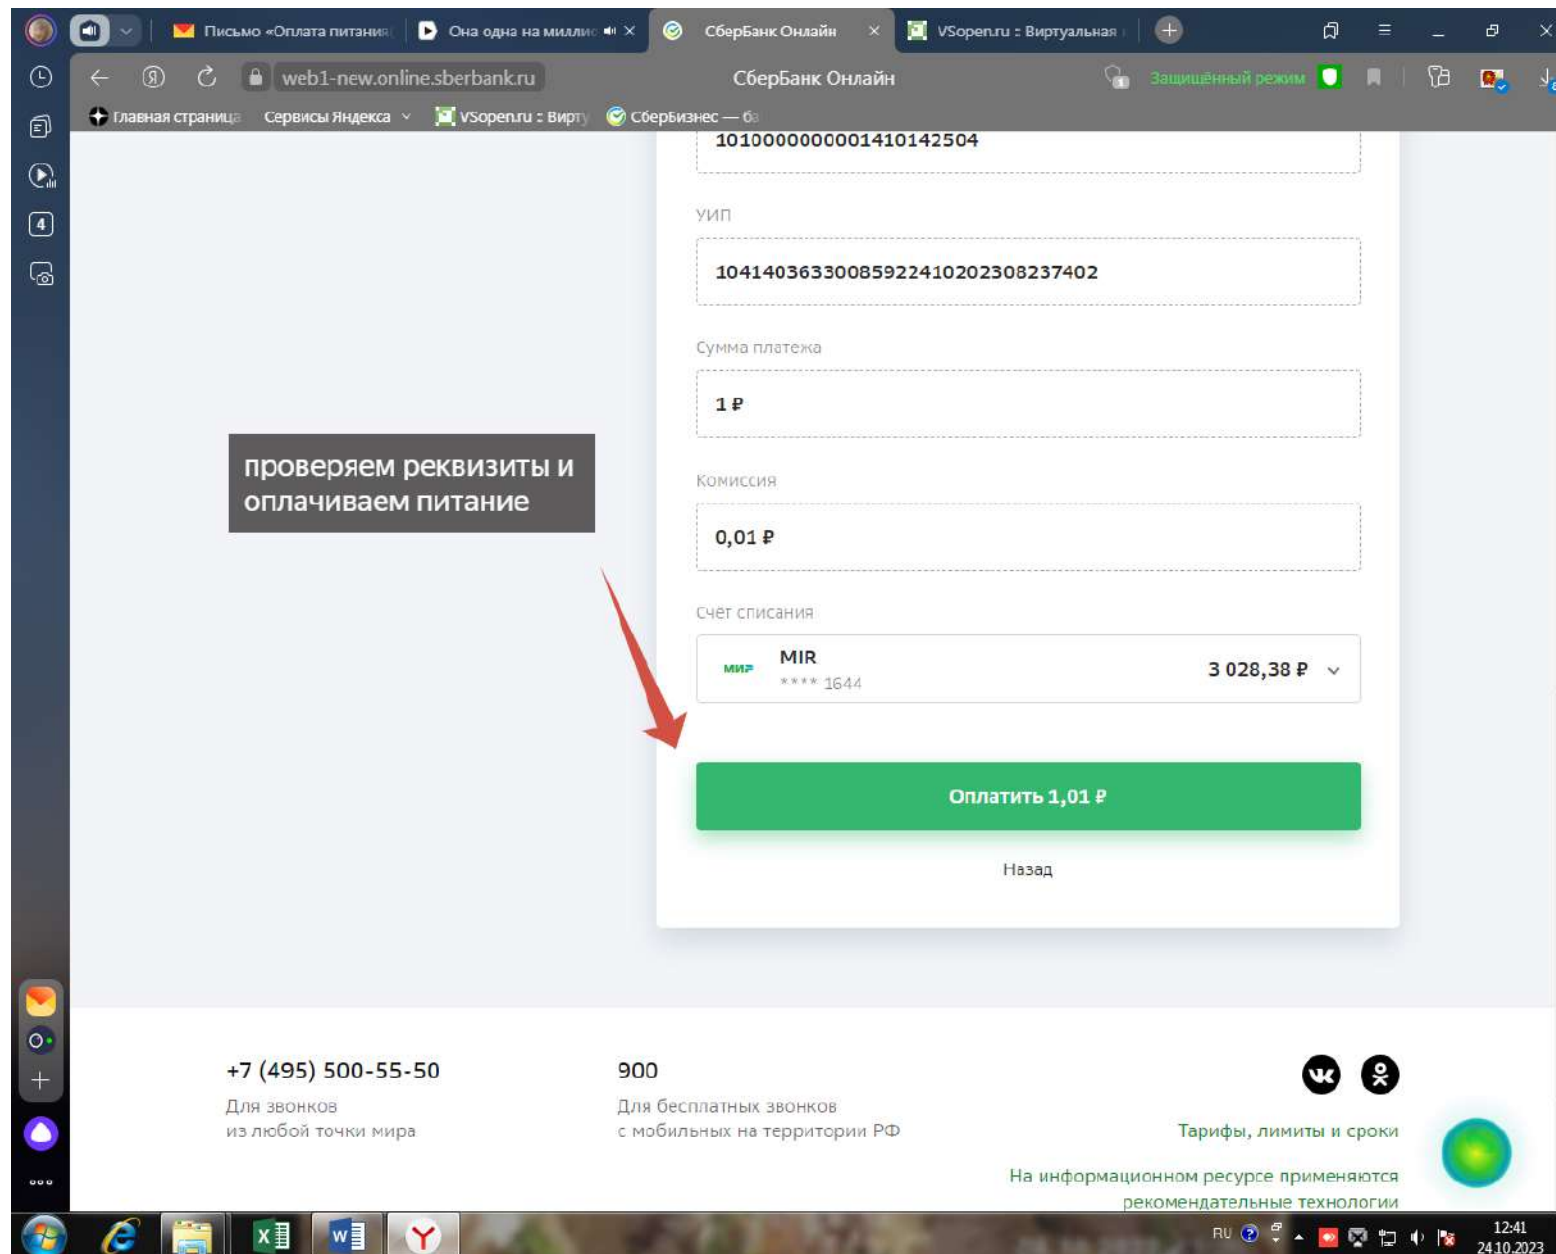 Письмо «Оплата питания
Она одна на миллио
СберБанк Онлайн
VSopen.ru :: Виртуальная
Я
web1-new.online.sberbank.ru
СберБанк Онлайн
Защищённый режим
Главная страница
Сервисы Яндекса
VSopen.ru :: Вирту
СберБизнес — ба
4
УИП
10414036330085922410202308237402
Сумма платежа
1 ₽
проверяем реквизиты и
оплачиваем питание
Комиссия
0,01 ₽
Счёт списания
МИР
MIR
**** 1644
3 028,38 ₽
Оплатить 1,01 ₽
Назад
+7 (495) 500-55-50
Для звонков
из любой точки мира
900
Для бесплатных звонков
с мобильных на территории РФ
Тарифы, лимиты и сроки
На информационном ресурсе применяются
рекомендательные технологии
RU
12:41
24.10.2023